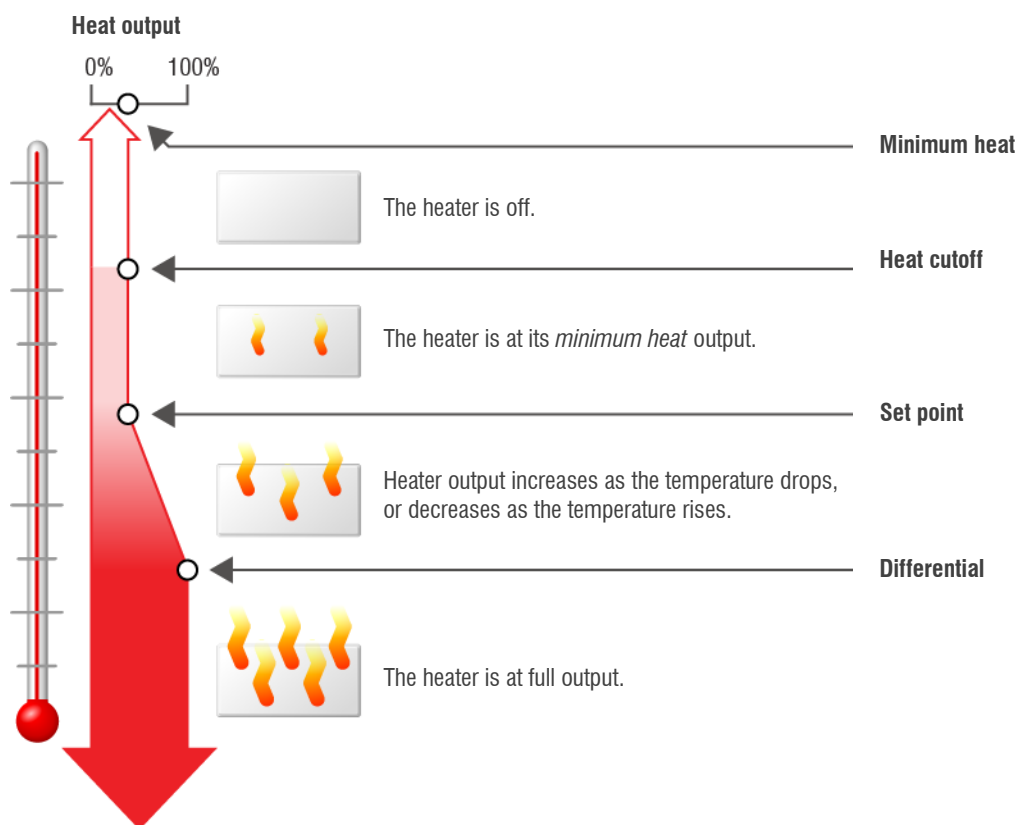 Heat output
0% 100%
Minimum heat
The heater is off.
Heat cutoff
The heater is at its minimum heat output.
Set point
Heater output increases as the temperature drops,
or decreases as the temperature rises.
Differential
The heater is at full output.